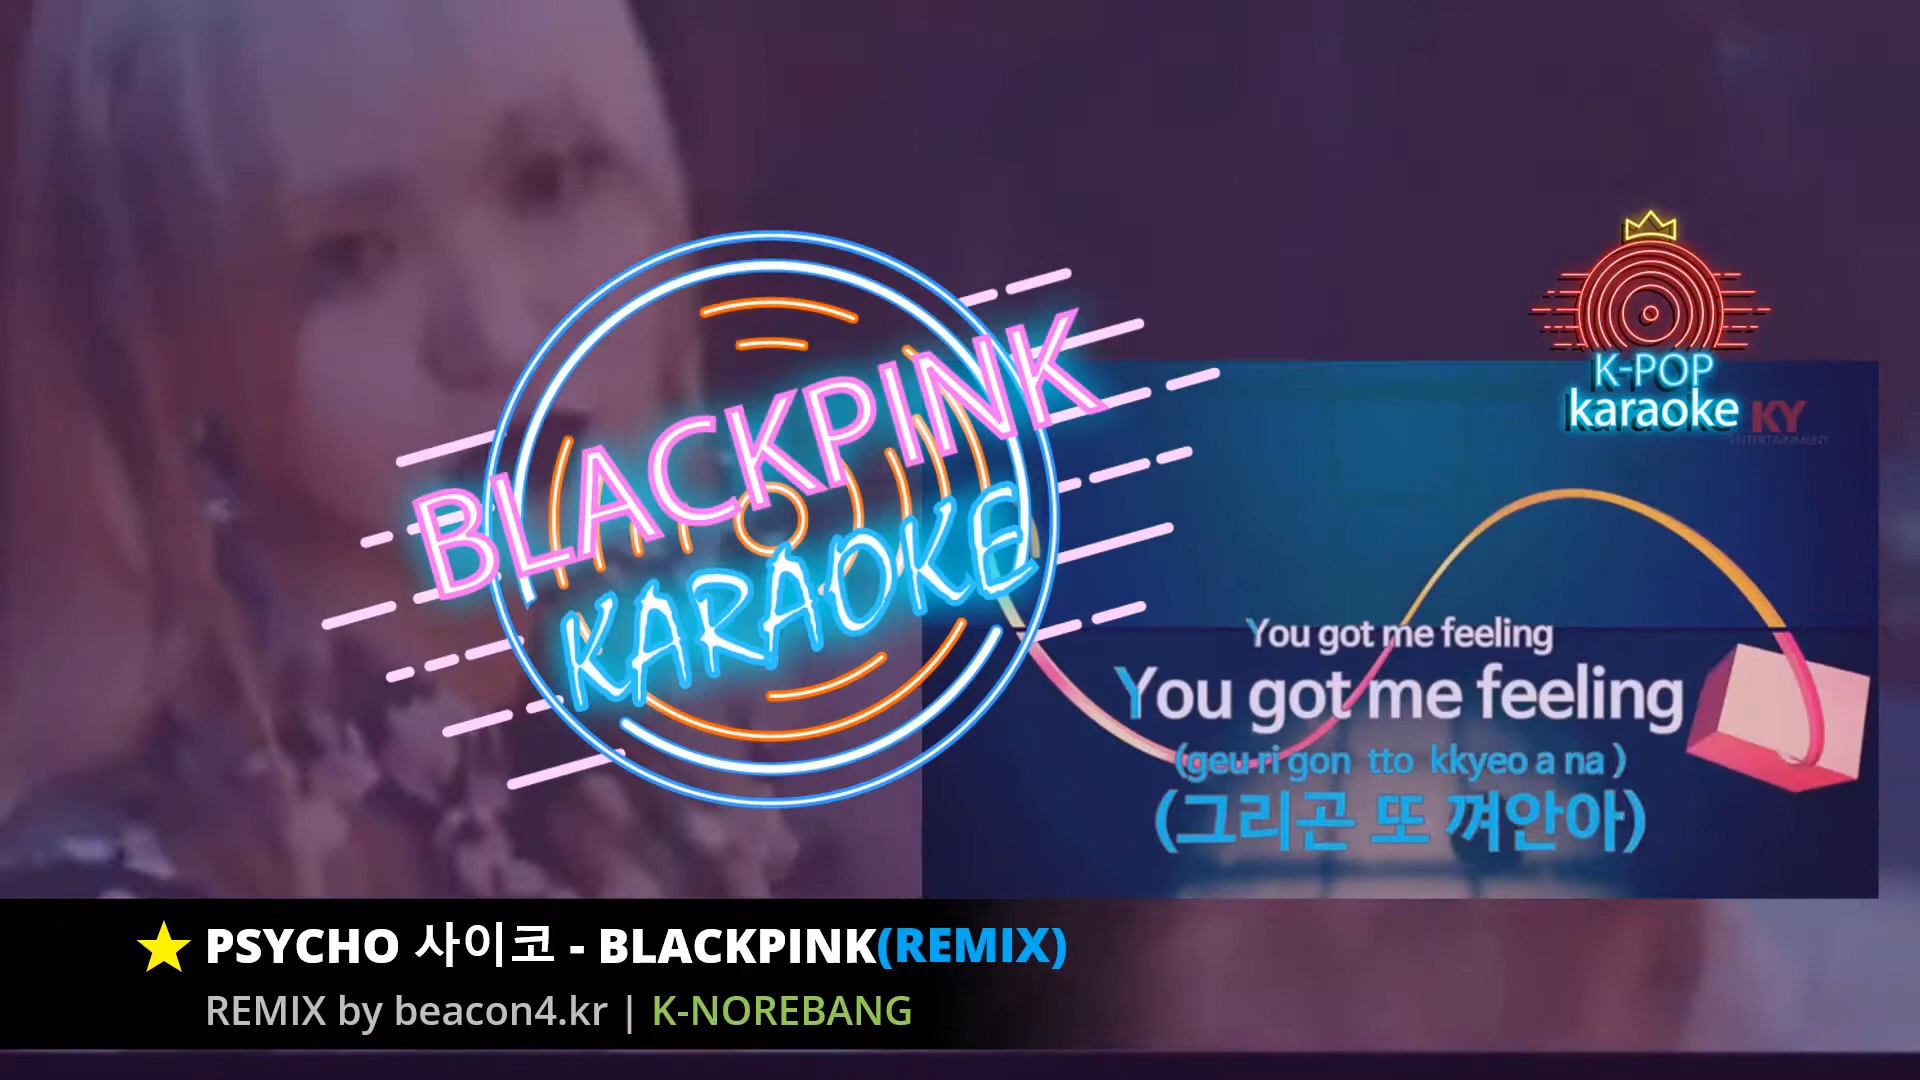 BLACKPINK
KARAOKE
K-POP
karaoke
KY
ENTERTAINMENT
You got me feeling
You got me feeling
(geu ri gon tto kkyeo a na )
(그리곤 또 껴안아)
PSYCHO 사이코 - BLACKPINK(REMIX)
REMIX by beacon4.kr | K-NOREBANG